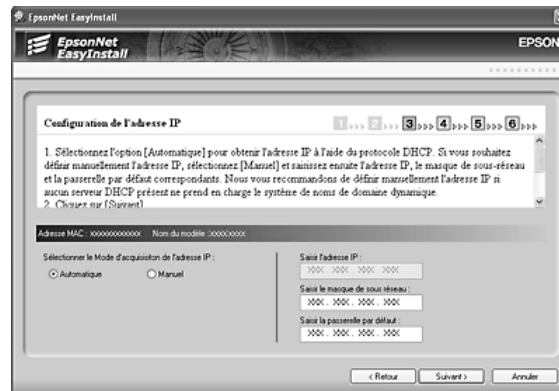 EpsonNet EasyInstall
EpsonNet
EasyInstall
EPSON
Configuration de l'adresse IP
1 »»» 2 »»» 3 »»» 4 »»» 5 »»» 6 »»»
1. Sélectionnez l'option [Automatique] pour obtenir l'adresse IP à l'aide du protocole DHCP. Si vous souhaitez
définir manuellement l'adresse IP, sélectionnez [Manuel] et saisissez ensuite l'adresse IP, le masque de sous-réseau
et la passerelle par défaut correspondants. Nous vous recommandons de définir manuellement l'adresse IP si
aucun serveur DHCP présent ne prend en charge le système de noms de domaine dynamique.
2. Cliquez sur [Suivant]
Adresse MAC : XXXXXXXXXXXX Nom du modèle :XXXXXXXX
Sélectionner le Mode d'acquisiton de l'adresse IP :
Automatique
Manuel
Saisir l'adresse IP :
XXX . XXX . XXX . XXX
Saisir le masque de sous réseau :
XXX . XXX . XXX . XXX
Saisir la passerelle par défaut :
XXX . XXX . XXX . XXX
< Retour
Suivant >
Annuler